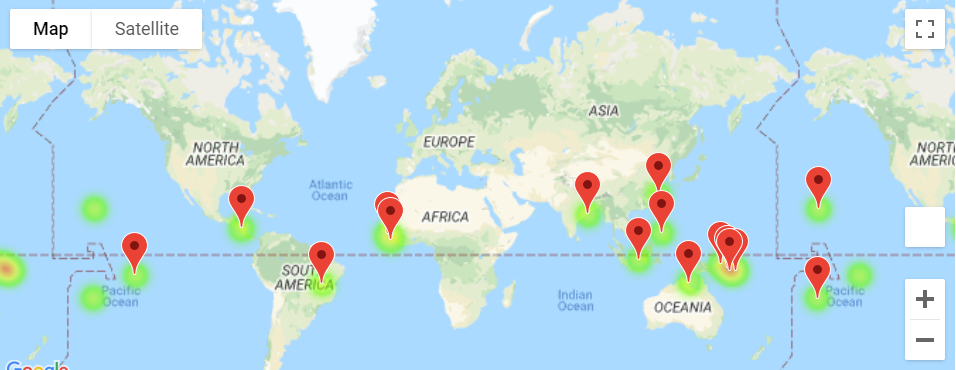 Map
Satellite
ASIA
EUROPE
NORTH
AMERICA
NORTH
AMERIC
Atlantic
Ocean
AFRICA
SOUTH
AMERICA
Pacific
Ocean
Indian
Ocean
OCEANIA
Pacific
Ocean
Google